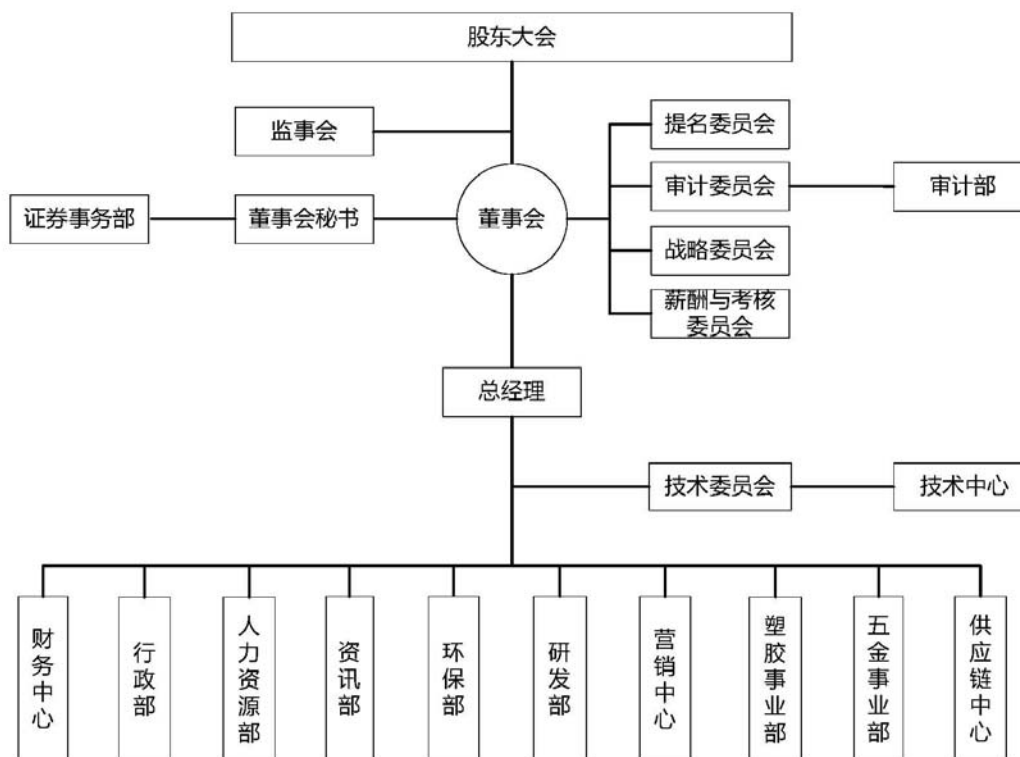 股东大会
监事会
提名委员会
审计委员会
审计部
证券事务部
董事会秘书
董事会
战略委员会
薪酬与考核
委员会
总经理
技术委员会
技术中心
财务中心
行政部
人力资源部
资讯部
环保部
研发部
营销中心
塑胶事业部
五金事业部
供应链中心